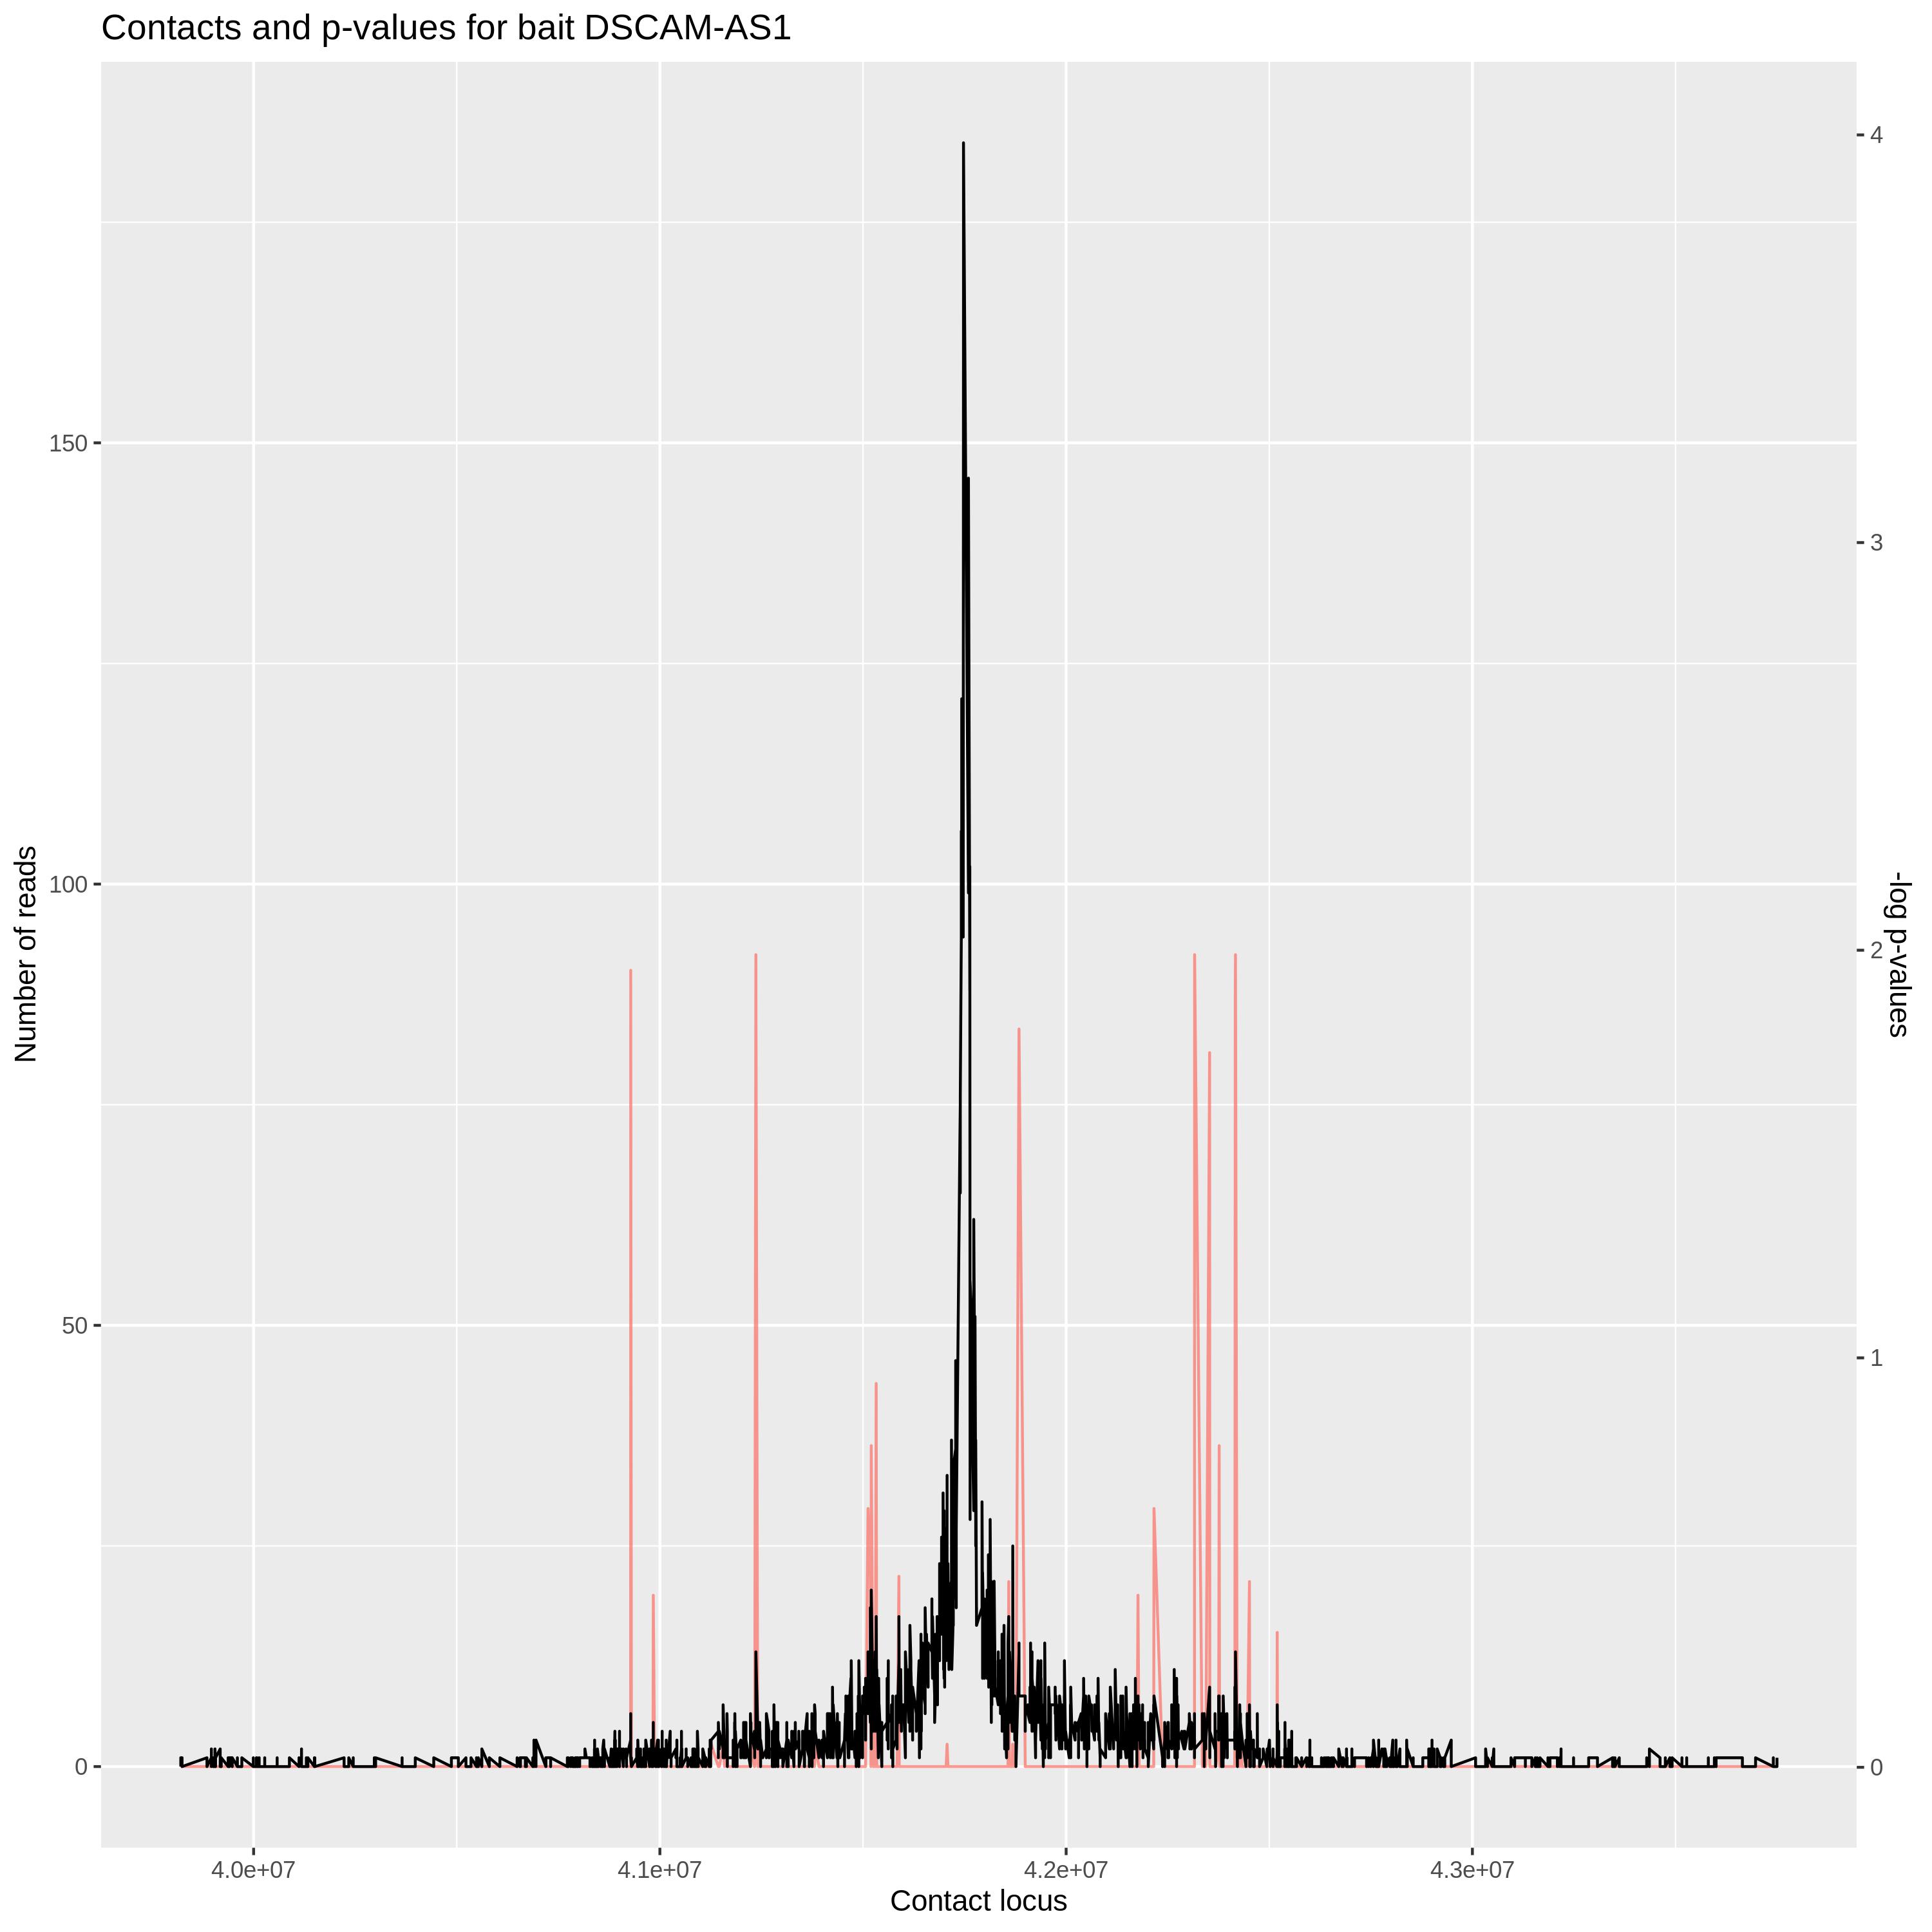 Contacts and p-values for bait DSCAM-AS1
Number of reads
150
100
50
0
4
3
2
1
0
-log p-values
4.0e+07
4.1e+07
4.2e+07
4.3e+07
Contact locus